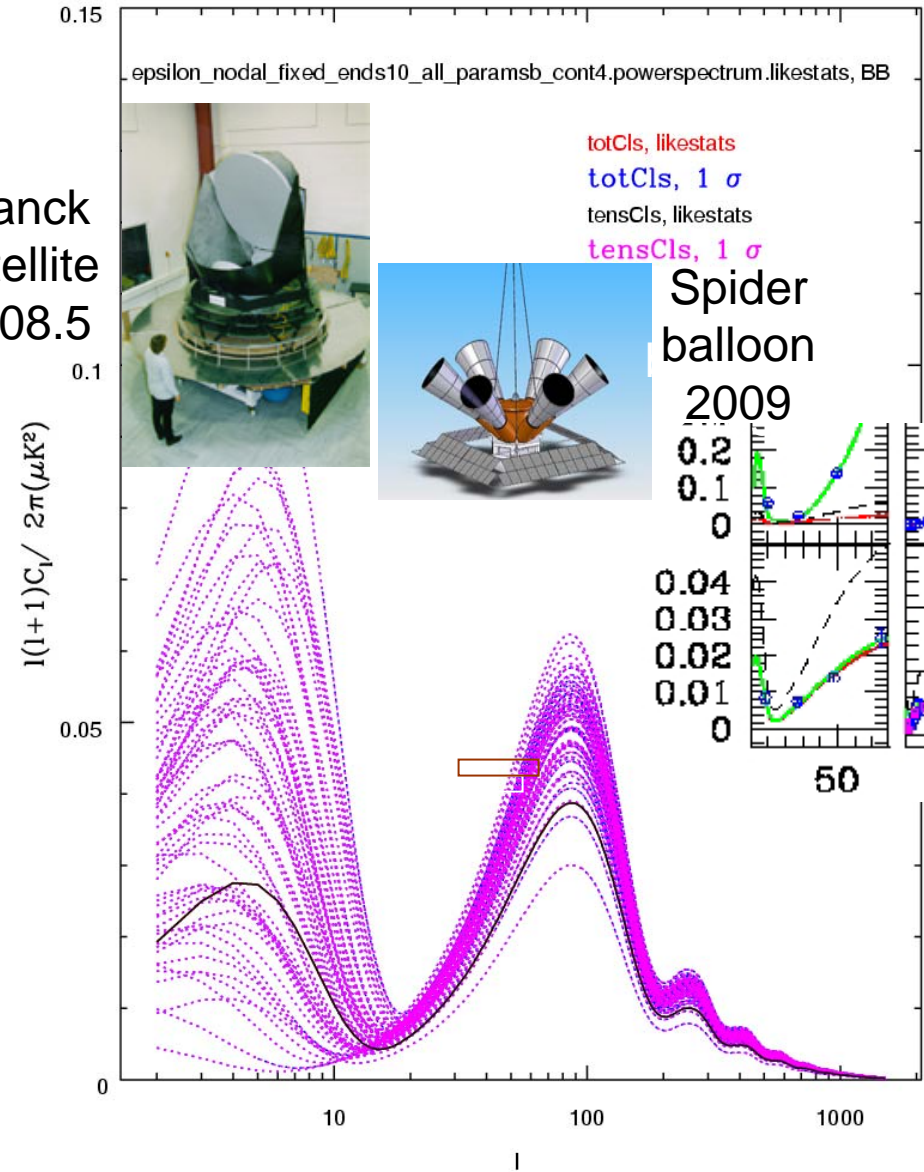 0.15
epsilon_nodal_fixed_ends10_all_paramsb_cont4.powerspectrum.likestats, BB
totCls, likestats
totCls, 1 σ
tensCls, likestats
tensCls, 1 σ
anck
ellite
08.5
Spider
balloon
2009
0.1
0.2
0.1
0
0.04
0.03
0.02
0.01
0
50
l(l+1)C_l/ 2π(μK²)
0.05
0
10
100
1000
l